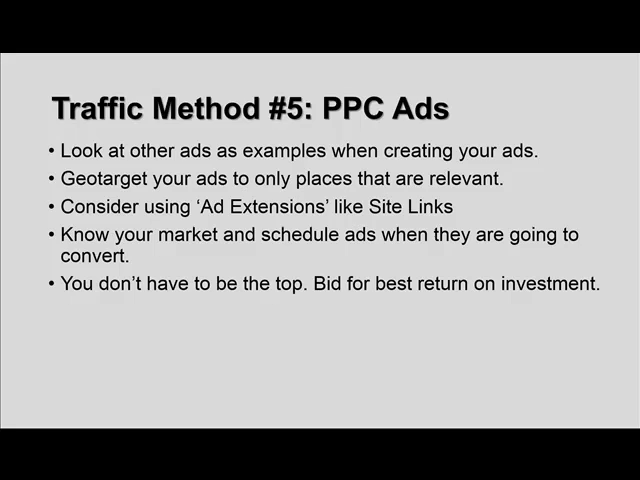 Traffic Method #5: PPC Ads
• Look at other ads as examples when creating your ads.
• Geotarget your ads to only places that are relevant.
• Consider using ‘Ad Extensions’ like Site Links
• Know your market and schedule ads when they are going to
convert.
• You don’t have to be the top. Bid for best return on investment.